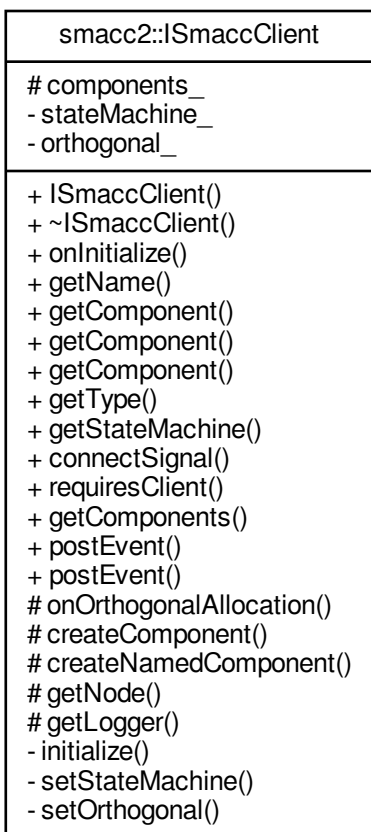 smacc2::ISmaccClient
# components_
- stateMachine_
- orthogonal_
+ ISmaccClient()
+ ~ISmaccClient()
+ onInitialize()
+ getName()
+ getComponent()
+ getComponent()
+ getComponent()
+ getType()
+ getStateMachine()
+ connectSignal()
+ requiresClient()
+ getComponents()
+ postEvent()
+ postEvent()
# onOrthogonalAllocation()
# createComponent()
# createNamedComponent()
# getNode()
# getLogger()
- initialize()
- setStateMachine()
- setOrthogonal()